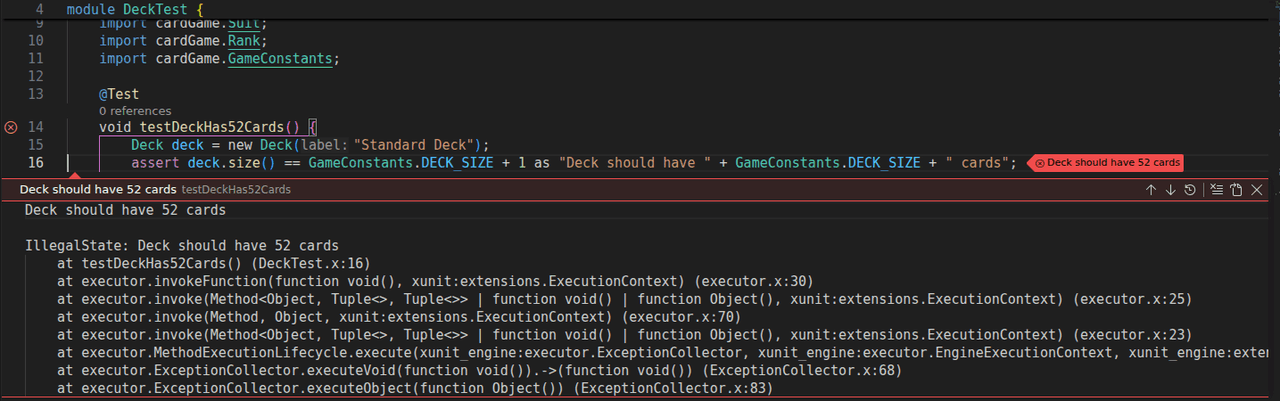 4 module DeckTest {
9 import cardGame.Suit;
10 import cardGame.Rank;
11 import cardGame.GameConstants;
12
13 @Test
0 references
14 void testDeckHas52Cards() {
15 Deck deck = new Deck(label: "Standard Deck");
16 assert deck.size() == GameConstants.DECK_SIZE + 1 as "Deck should have " + GameConstants.DECK_SIZE + " cards"; Deck should have 52 cards
Deck should have 52 cards testDeckHas52Cards
Deck should have 52 cards
IllegalState: Deck should have 52 cards
at testDeckHas52Cards() (DeckTest.x:16)
at executor.invokeFunction(function void(), xunit:extensions.ExecutionContext) (executor.x:30)
at executor.invoke(Method<Object, Tuple<>, Tuple<>> | function void() | function Object(), xunit:extensions.ExecutionContext) (executor.x:25)
at executor.invoke(Method, Object, xunit:extensions.ExecutionContext) (executor.x:70)
at executor.invoke(Method<Object, Tuple<>, Tuple<>> | function void() | function Object(), xunit:extensions.ExecutionContext) (executor.x:23)
at executor.MethodExecutionLifecycle.execute(xunit_engine:executor.ExceptionCollector, xunit_engine:executor.EngineExecutionContext, xunit_engine:exten
at executor.ExceptionCollector.executeVoid(function void()).->(function void()) (ExceptionCollector.x:68)
at executor.ExceptionCollector.executeObject(function Object()) (ExceptionCollector.x:83)